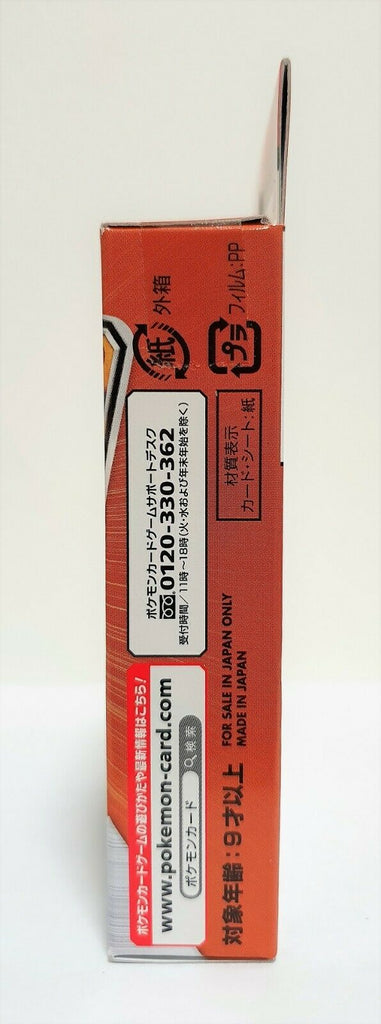 ポケモンカードゲームの遊びかたや最新情報はこちら!
www.pokemon-card.com
ポケモンカード 検索
対象年齢:9才以上
FOR SALE IN JAPAN ONLY
MADE IN JAPAN
ポケモンカードゲームサポートデスク
0120-330-362
受付時間/11時~18時(火・水および年末年始を除く)
材質表示
カード・シート:紙
紙 外箱
プラ フィルム:PP